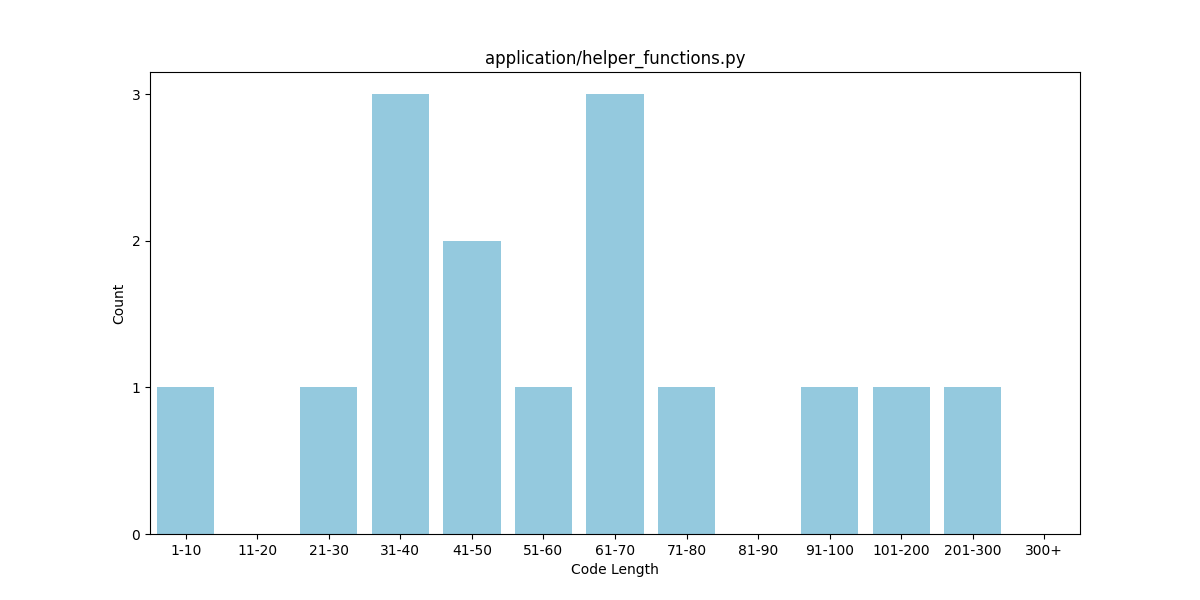 application/helper_functions.py
3
2
1
0
Count
1-10 11-20 21-30 31-40 41-50 51-60 61-70 71-80 81-90 91-100 101-200 201-300 300+
Code Length